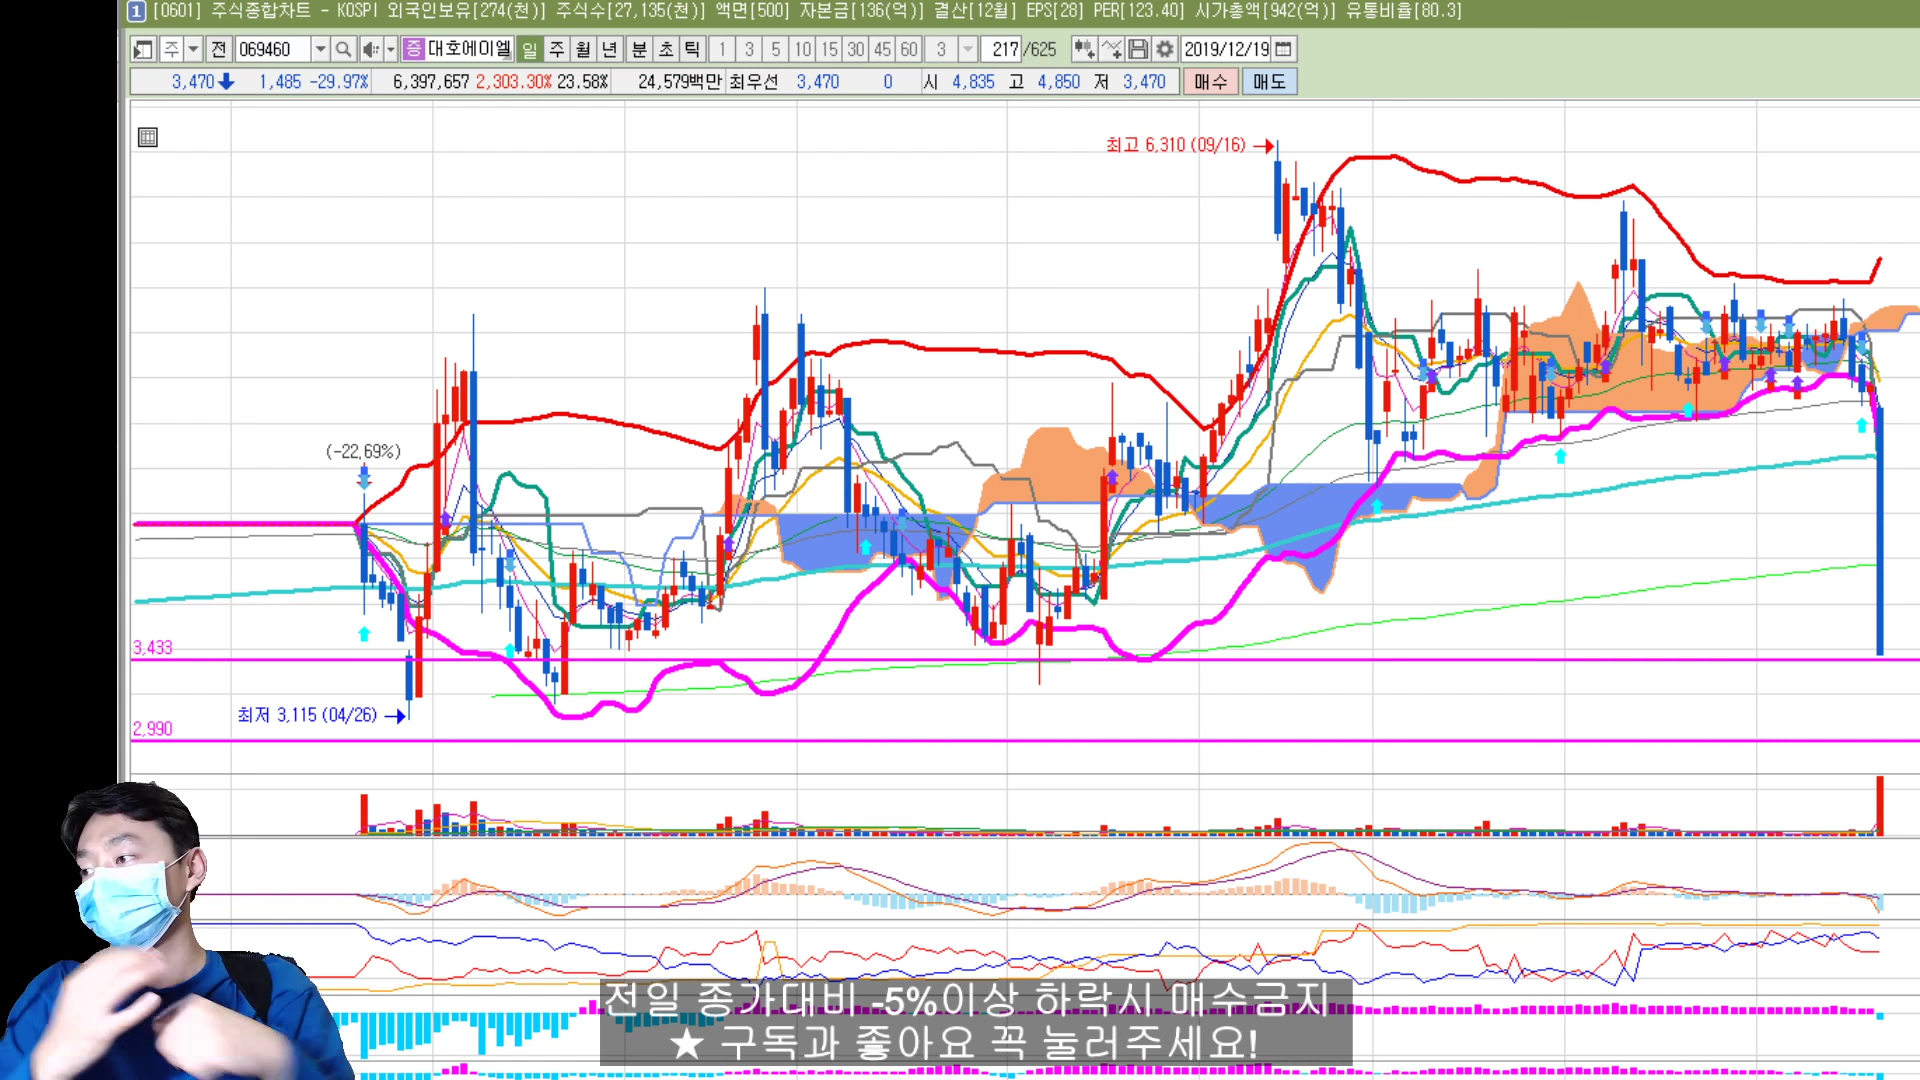 1 [0601] 주식종합차트 - KOSPI 외국인보유[274(천)] 주식수[27,135(천)] 액면[500] 자본금[136(억)] 결산[12월] EPS[28] PER[123.40] 시가총액[942(억)] 유통비율[80.3]
주 전 069460 증 대호에이엘 일 주 월 년 분 초 틱 1 3 5 10 15 30 45 60 3 217 /625 2019/12/19
3,470 1,485 -29.97% 6,397,657 2,303.30% 23.58% 24,579백만 최우선 3,470 0 시 4,835 고 4,850 저 3,470 매수 매도
최고 6,310 (09/16)
(-22,69%)
3,433
최저 3,115 (04/26)
2,990
전일 종가대비 -5%이상 하락시 매수금지
★ 구독과 좋아요 꼭 눌러주세요!